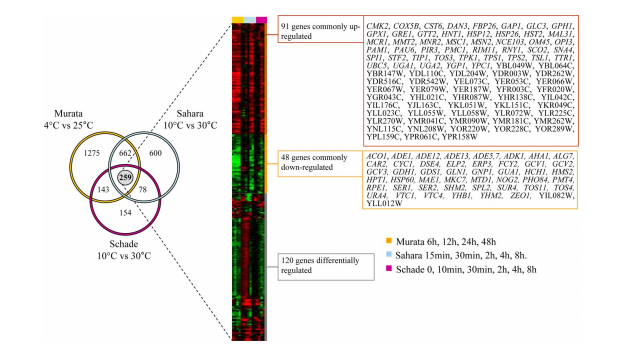 Murata
4°C vs 25°C
Sahara
10°C vs 30°C
1275
662
600
259
143
78
154
Schade
10°C vs 30°C
91 genes commonly up-
regulated
CMK2, COX5B, CST6, DAN3, FBP26, GAP1, GLC3, GPH1,
GPX1, GRE1, GTT2, HNT1, HSP12, HSP26, HST2, MAL31,
MCR1, MMT2, MNR2, MSC1, MSN2, NCE103, OM45, OPI3,
PAM1, PAU6, PIR3, PMC1, RIM11, RNY1, SCO2, SNA4,
SPI1, STF2, TIP1, TOS3, TPK1, TPS1, TPS2, TSL1, TTR1,
UBC5, UGA1, UGA2, YGP1, YPC1, YBL049W, YBL064C,
YBR147W, YDL110C, YDL204W, YDR003W, YDR262W,
YDR516C, YDR542W, YEL073C, YER053C, YER066W,
YER067W, YER079W, YER187W, YFR003C, YFR020W,
YGR043C, YHL021C, YHR087W, YHR138C, YIL042C,
YIL176C, YJL163C, YKL051W, YKL151C, YKR049C,
YLL023C, YLL055W, YLL058W, YLR072W, YLR225C,
YLR270W, YMR041C, YMR090W, YMR181C, YMR262W,
YNL115C, YNL208W, YOR220W, YOR228C, YOR289W,
YPL159C, YPR061C, YPR158W
48 genes commonly
down-regulated
ACO1, ADE1, ADE12, ADE13, ADE5,7, ADK1, AHA1, ALG7,
CAR2, CYC1, DSE4, ELP2, ERP3, FCY2, GCV1, GCV2,
GCV3, GDH1, GDS1, GLN1, GNP1, GUA1, HCH1, HMS2,
HPT1, HSP60, MAE1, MKC7, MTD1, NOG2, PHO84, PMT4,
RPE1, SER1, SER2, SHM2, SPL2, SUR4, TOS11, TOS4,
URA4, VTC1, VTC4, YHB1, YHM2, ZEO1, YIL082W,
YLL012W
120 genes differentially
regulated
Murata 6h, 12h, 24h, 48h
Sahara 15min, 30min, 2h, 4h, 8h.
Schade 0, 10min, 30min, 2h, 4h, 8h